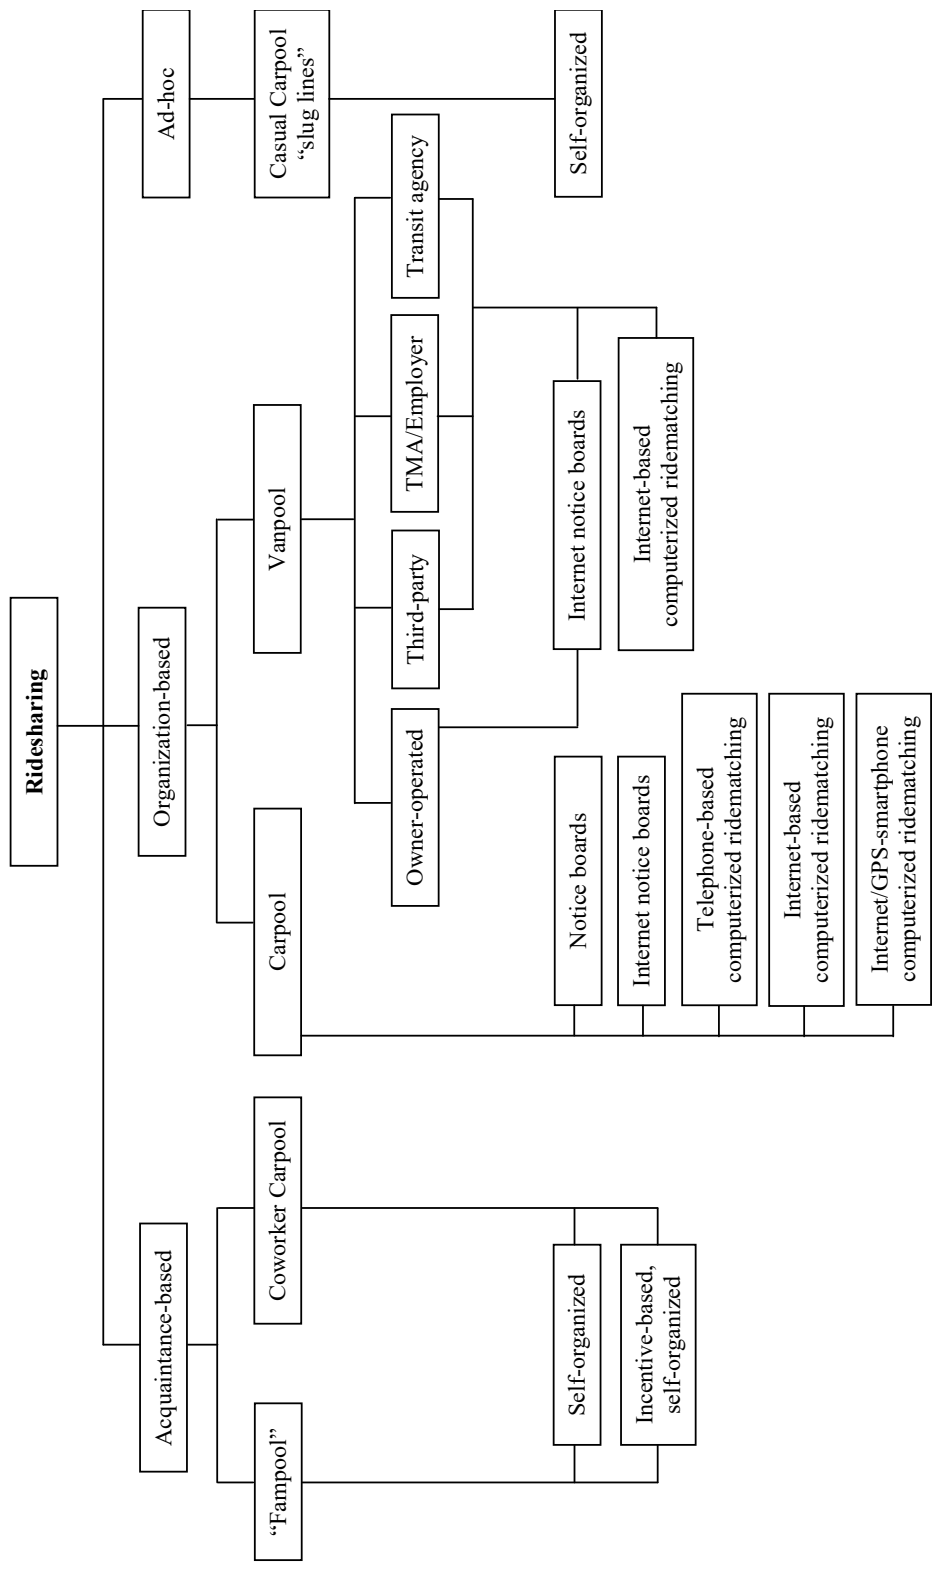 Ridesharing
Acquaintance-based
Organization-based
Ad-hoc
“Fampool”
Coworker Carpool
Carpool
Vanpool
Casual Carpool
“slug lines”
Owner-operated
Third-party
TMA/Employer
Transit agency
Self-organized
Incentive-based,
self-organized
Notice boards
Internet notice boards
Telephone-based
computerized ridematching
Internet-based
computerized ridematching
Internet/GPS-smartphone
computerized ridematching
Internet notice boards
Internet-based
computerized ridematching
Self-organized